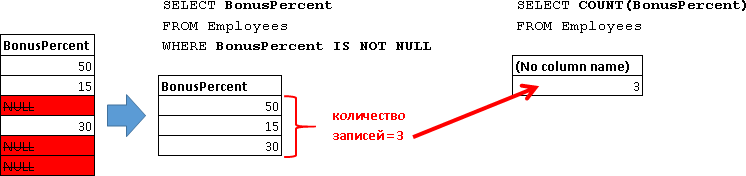 SELECT BonusPercent
FROM Employees
WHERE BonusPercent IS NOT NULL
SELECT COUNT(BonusPercent)
FROM Employees
BonusPercent
50
15
NULL
30
NULL
NULL
BonusPercent
50
15
30
количество
записей=3
(No column name)
3